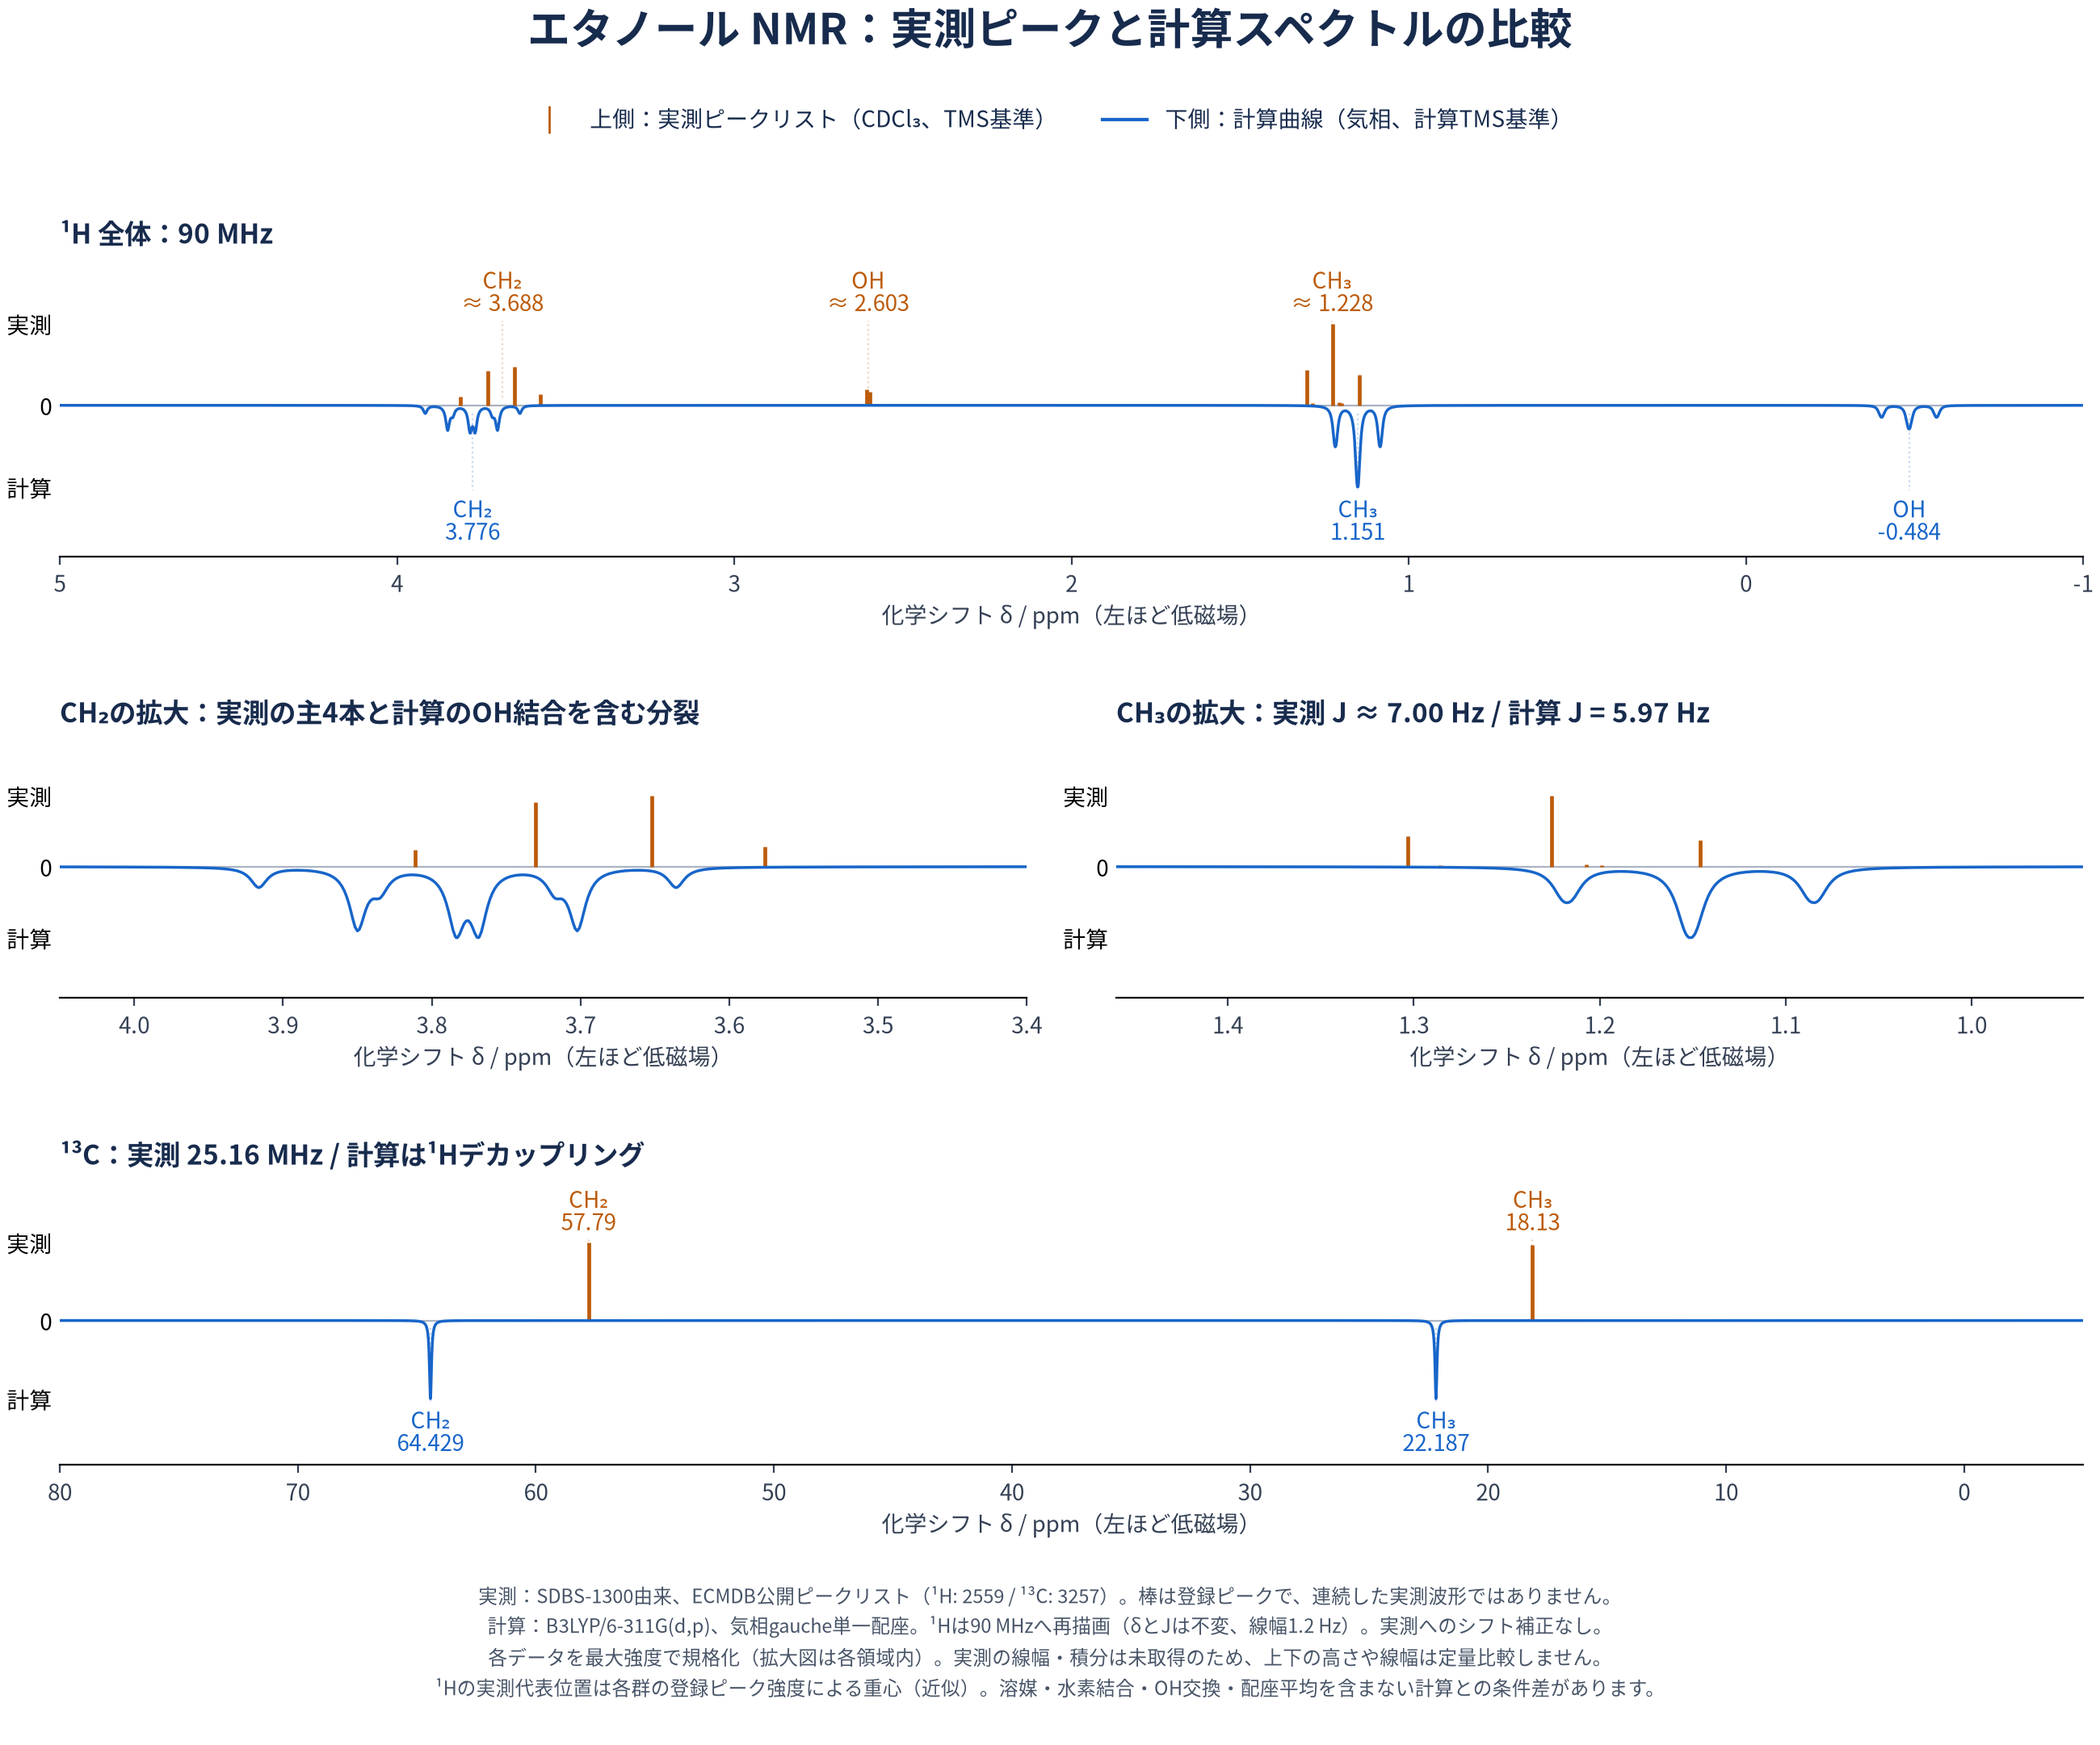 エタノール NMR：実測ピークと計算スペクトルの比較
上側：実測ピークリスト（CDCl₃、TMS基準）
下側：計算曲線（気相、計算TMS基準）
¹H 全体：90 MHz
CH₂
≈ 3.688
OH
≈ 2.603
CH₃
≈ 1.228
実測
0
計算
CH₂
3.776
CH₃
1.151
OH
-0.484
5 4 3 2 1 0 -1
化学シフト δ / ppm（左ほど低磁場）
CH₂の拡大：実測の主4本と計算のOH結合を含む分裂
実測
0
計算
4.0 3.9 3.8 3.7 3.6 3.5 3.4
化学シフト δ / ppm（左ほど低磁場）
CH₃の拡大：実測 J ≈ 7.00 Hz / 計算 J = 5.97 Hz
実測
0
計算
1.4 1.3 1.2 1.1 1.0
化学シフト δ / ppm（左ほど低磁場）
¹³C：実測 25.16 MHz / 計算は¹Hデカップリング
CH₂
57.79
CH₃
18.13
実測
0
計算
CH₂
64.429
CH₃
22.187
80 70 60 50 40 30 20 10 0
化学シフト δ / ppm（左ほど低磁場）
実測：SDBS-1300由来、ECMDB公開ピークリスト（¹H: 2559 / ¹³C: 3257）。棒は登録ピークで、連続した実測波形ではありません。
計算：B3LYP/6-311G(d,p)、気相gauche単一配座。¹Hは90 MHzへ再描画（δとJは不変、線幅1.2 Hz）。実測へのシフト補正なし。
各データを最大強度で規格化（拡大図は各領域内）。実測の線幅・積分は未取得のため、上下の高さや線幅は定量比較しません。
¹Hの実測代表位置は各群の登録ピーク強度による重心（近似）。溶媒・水素結合・OH交換・配座平均を含まない計算との条件差があります。